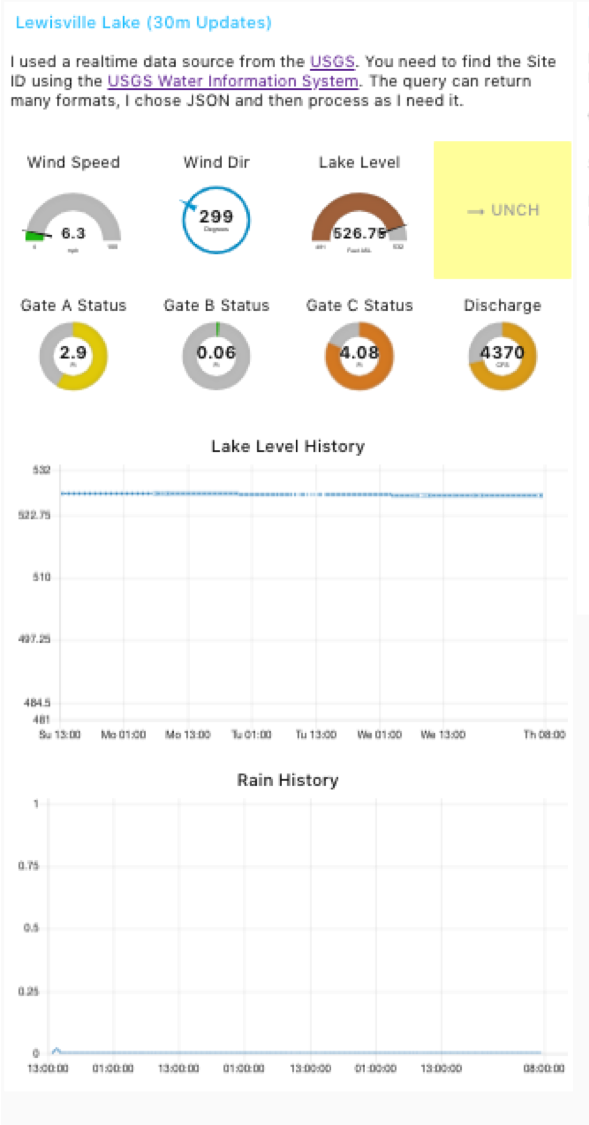 Lewisville Lake (30m Updates)
I used a realtime data source from the USGS. You need to find the Site
ID using the USGS Water Information System. The query can return
many formats, I chose JSON and then process as I need it.
Wind Speed Wind Dir Lake Level
6.3 299 526.75 → UNCH
mph Degrees
0 100 481 532
Gate A Status Gate B Status Gate C Status Discharge
2.9 0.06 4.08 4370
Ft Ft Ft CFS
Lake Level History
532
522.75
510
497.25
484.5
481
Su 13:00 Mo 01:00 Mo 13:00 Tu 01:00 Tu 13:00 We 01:00 We 13:00 Th 08:00
Rain History
1
0.75
0.5
0.25
0
13:00:00 01:00:00 13:00:00 01:00:00 13:00:00 01:00:00 13:00:00 08:00:00